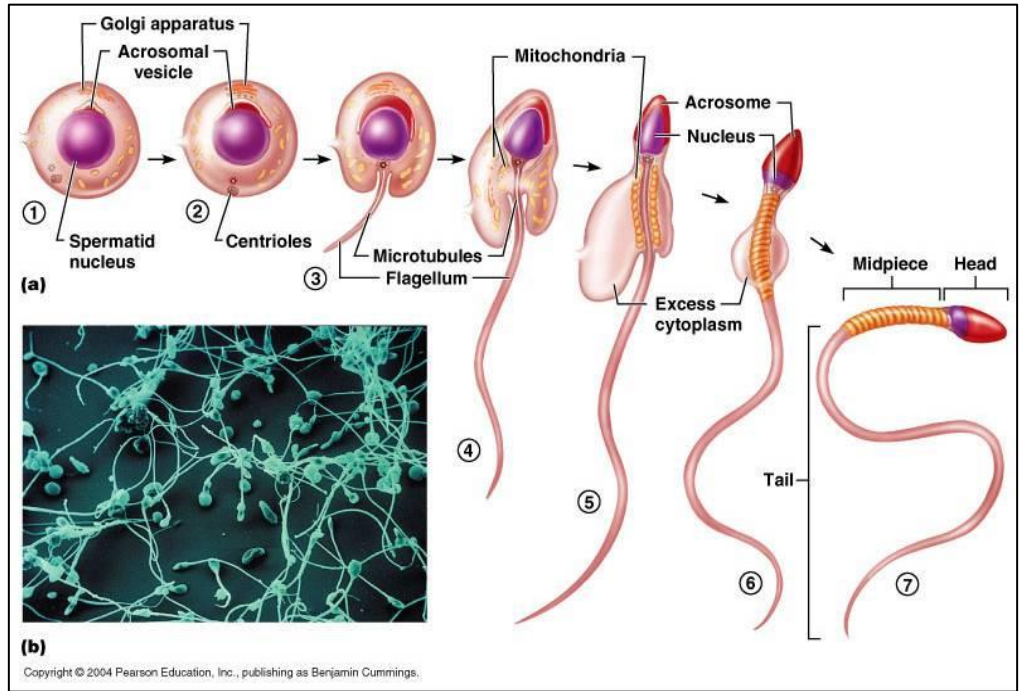 Golgi apparatus
Acrosomal
vesicle
Mitochondria
Acrosome
Nucleus
①
Spermatid
nucleus
②
Centrioles
③
Microtubules
Flagellum
Excess
cytoplasm
Midpiece
Head
(a)
④
⑤
⑥
Tail
⑦
(b)
Copyright © 2004 Pearson Education, Inc., publishing as Benjamin Cummings.